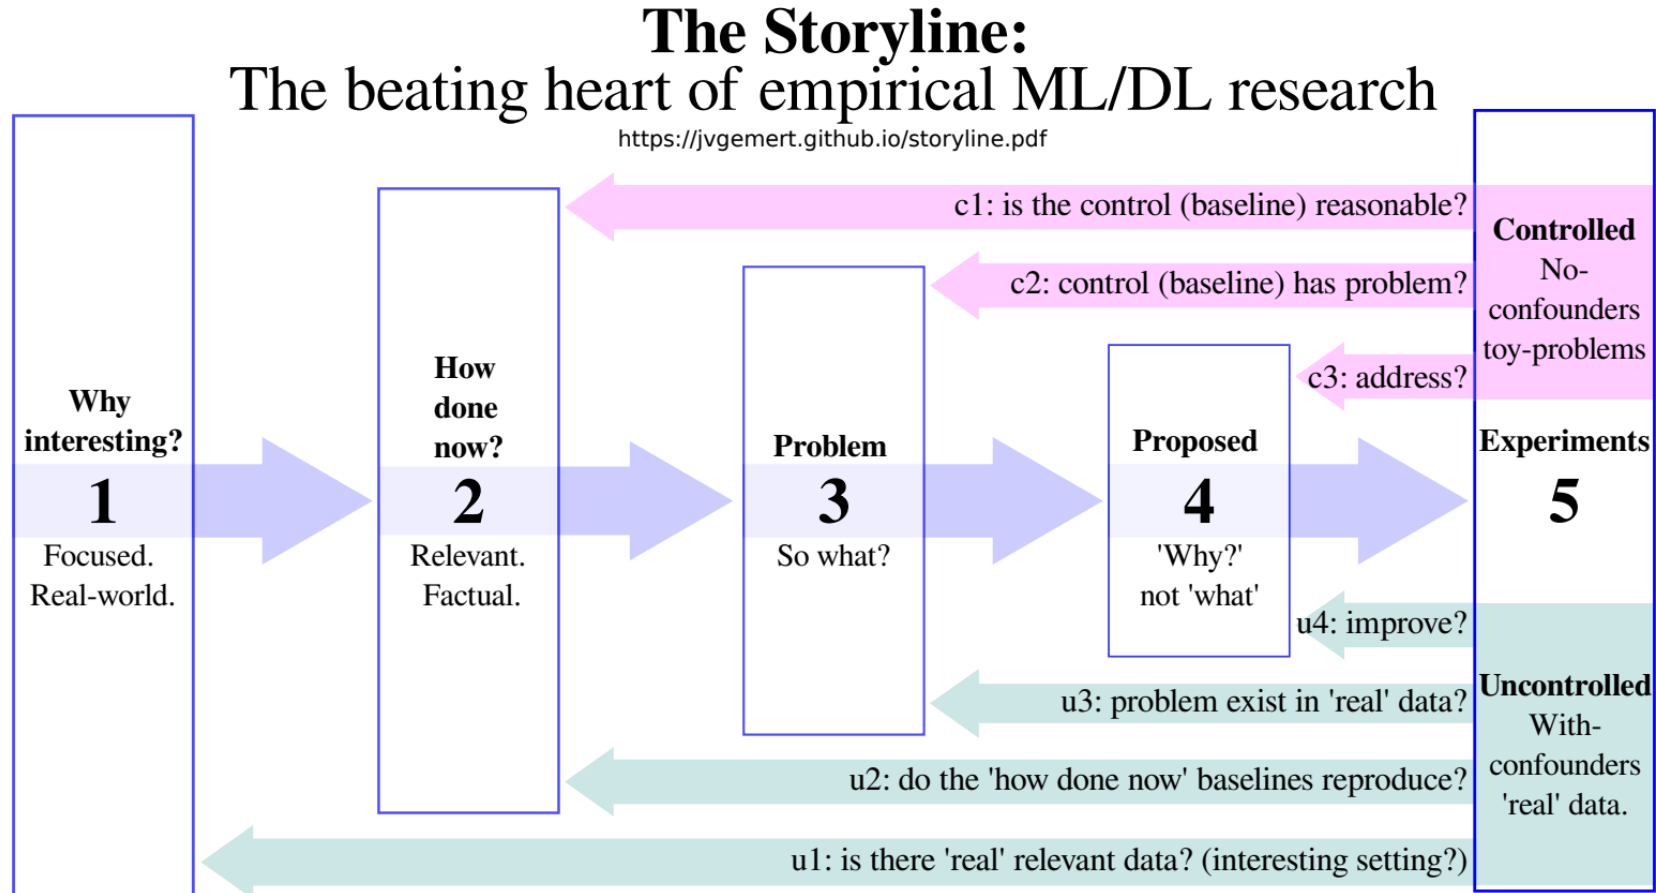 The Storyline:
The beating heart of empirical ML/DL research
https://jvgemert.github.io/storyline.pdf
Why
interesting?
1
Focused.
Real-world.
How
done
now?
2
Relevant.
Factual.
Problem
3
So what?
Proposed
4
'Why?'
not 'what'
c1: is the control (baseline) reasonable?
c2: control (baseline) has problem?
c3: address?
Controlled
No-
confounders
toy-problems
Experiments
5
u4: improve?
u3: problem exist in 'real' data?
u2: do the 'how done now' baselines reproduce?
u1: is there 'real' relevant data? (interesting setting?)
Uncontrolled
With-
confounders
'real' data.